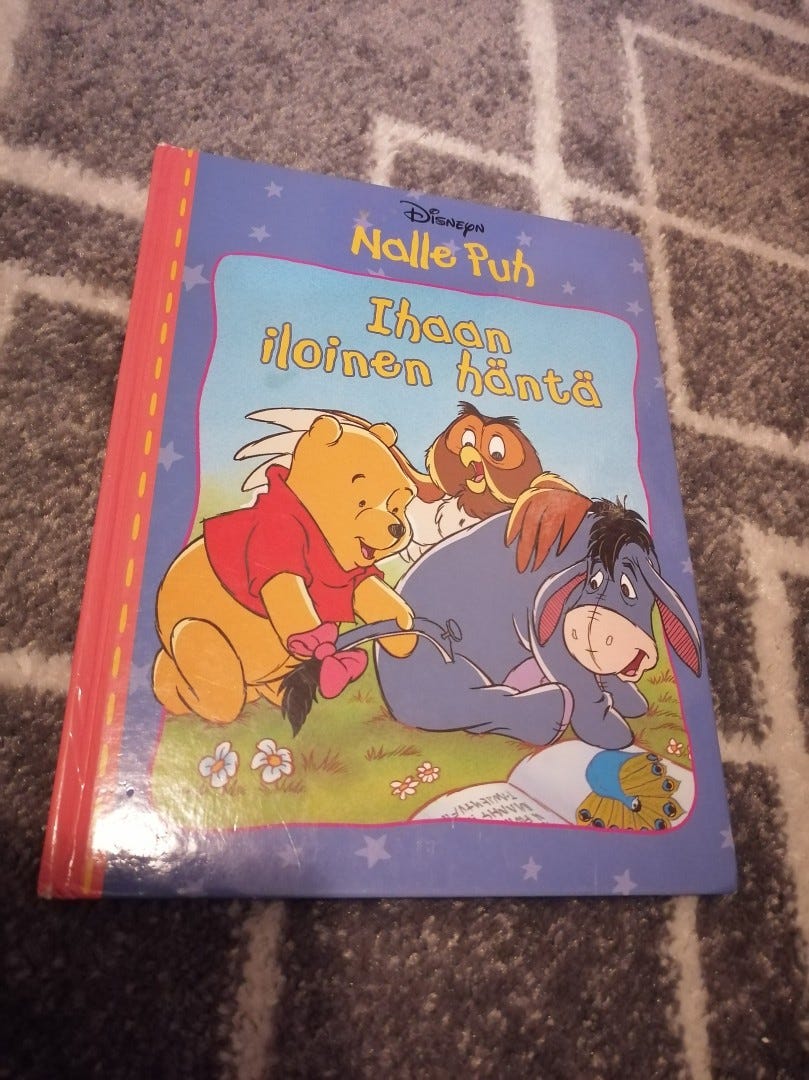 Disneyn
Nalle Puh
Ihaan
iloinen häntä